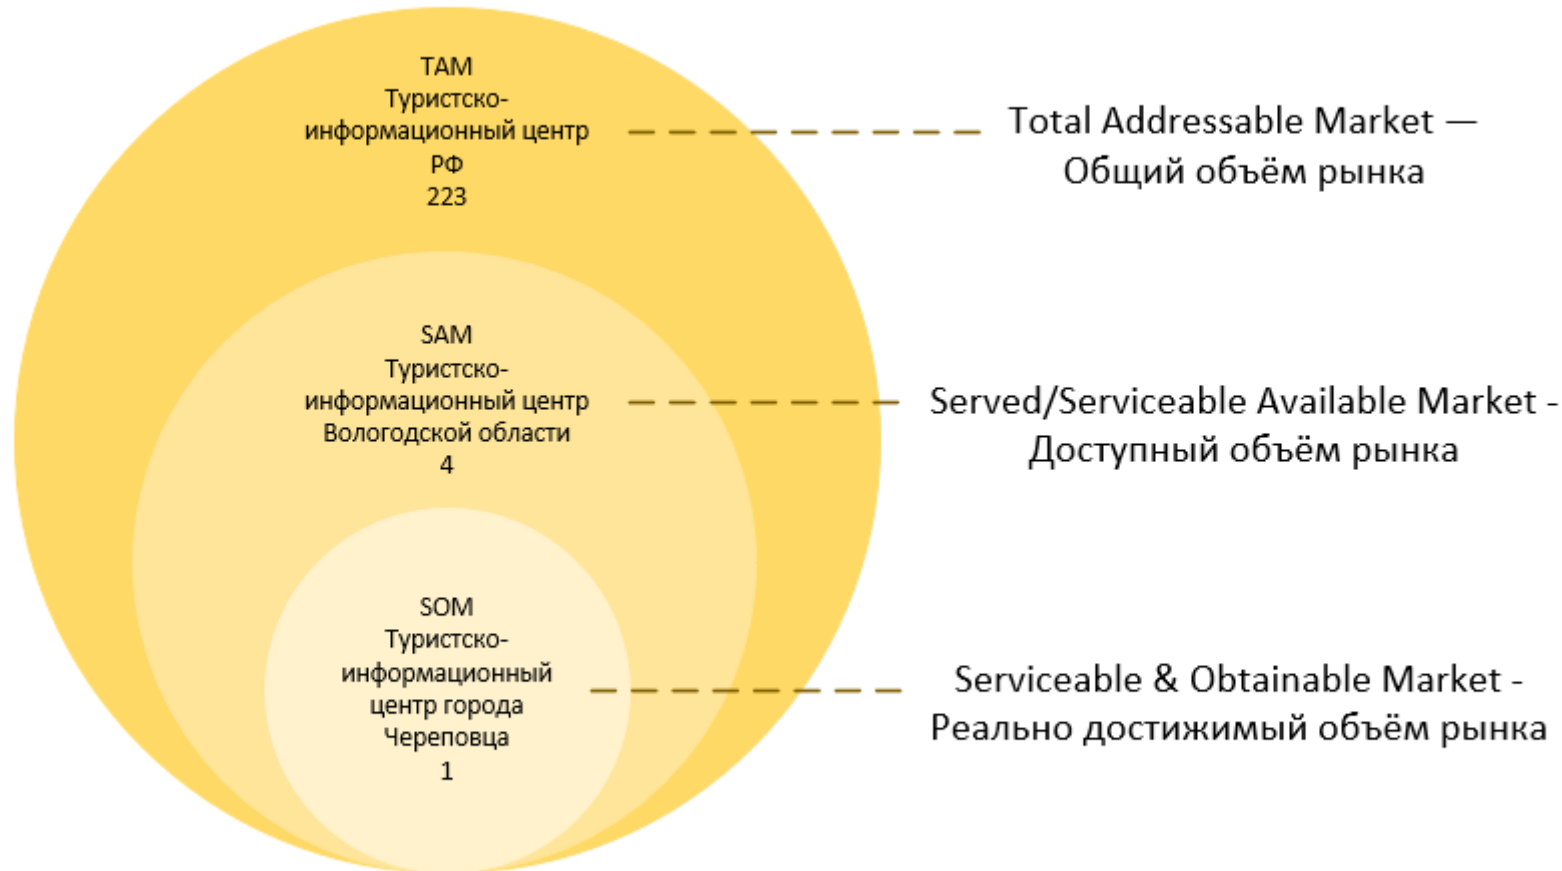 TAM
Туристско-
информационный центр
РФ
223
Total Addressable Market —
Общий объём рынка
SAM
Туристско-
информационный центр
Вологодской области
4
Served/Serviceable Available Market -
Доступный объём рынка
SOM
Туристско-
информационный
центр города
Череповца
1
Serviceable & Obtainable Market -
Реально достижимый объём рынка